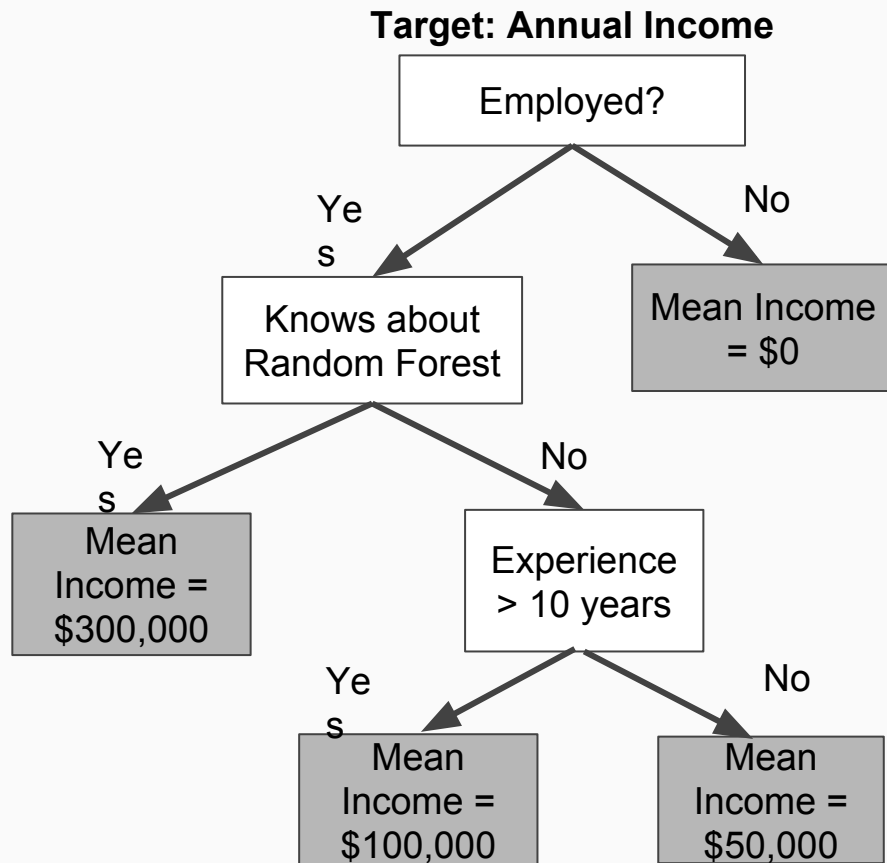 Target: Annual Income
Employed?
Ye
s
No
Knows about
Random Forest
Mean Income
= $0
Ye
s
No
Mean
Income =
$300,000
Experience
> 10 years
Ye
s
No
Mean
Income =
$100,000
Mean
Income =
$50,000